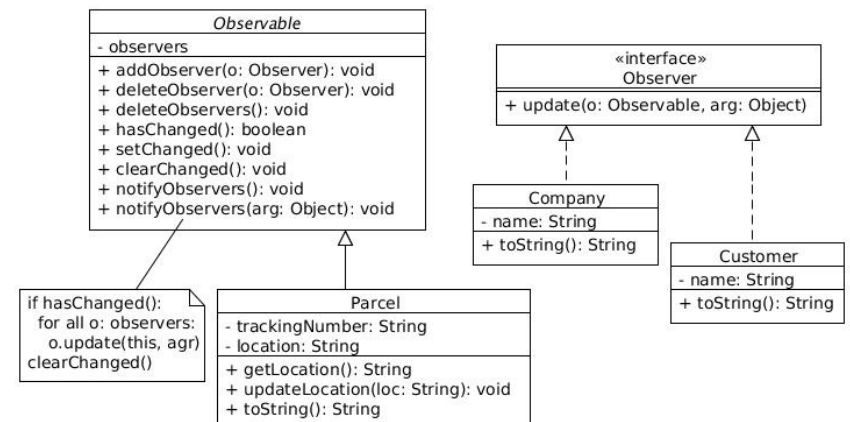 Observable
- observers
+ addObserver(o: Observer): void
+ deleteObserver(o: Observer): void
+ deleteObservers(): void
+ hasChanged(): boolean
+ setChanged(): void
+ clearChanged(): void
+ notifyObservers(): void
+ notifyObservers(arg: Object): void
«interface»
Observer
+ update(o: Observable, arg: Object)
Company
- name: String
+ toString(): String
Customer
- name: String
+ toString(): String
if hasChanged():
for all o: observers:
o.update(this, agr)
clearChanged()
Parcel
- trackingNumber: String
- location: String
+ getLocation(): String
+ updateLocation(loc: String): void
+ toString(): String